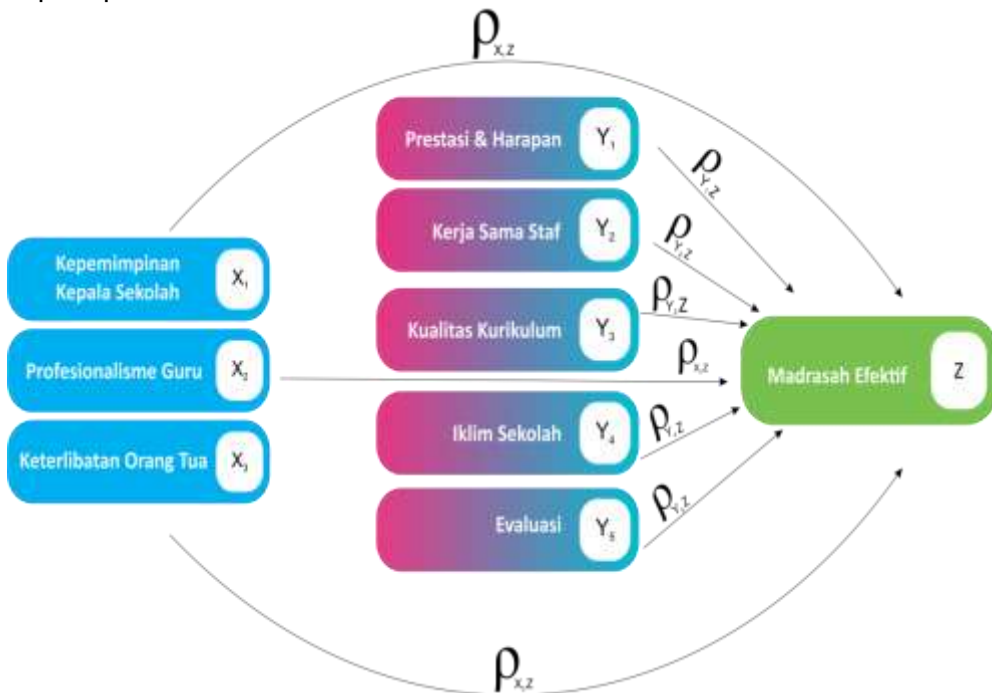 ρx,z
Prestasi & Harapan Y1
ρY,Z
Kerja Sama Staf Y2
ρY,Z
Kepemimpinan
Kepala Sekolah X1
Kualitas Kurikulum Y3
ρY,Z
Profesionalisme Guru X2
ρx,z
Madrasah Efektif Z
Iklim Sekolah Y4
ρY,Z
Keterlibatan Orang Tua X3
Evaluasi Y5
ρY,Z
ρx,z